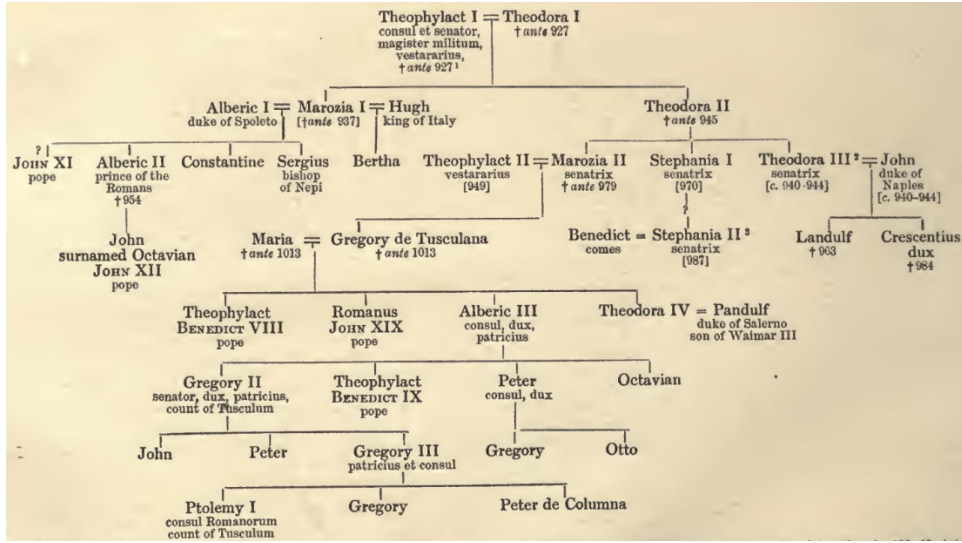 Theophylact I = Theodora I
consul et senator, † ante 927
magister militum,
vestararius,
† ante 927¹
Alberic I = Marozia I = Hugh
duke of Spoleto [†ante 937] king of Italy
Theodora II
† ante 945
?
JOHN XI
pope
Alberic II
prince of the
Romans
† 954
Constantine
Sergius
bishop
of Nepi
Bertha
Theophylact II = Marozia II
vestararius senatrix
[949] † ante 979
Stephania I
senatrix
[970]
?
Theodora III ² = John
senatrix duke of
[c. 940-944] Naples
[c. 940-944]
John
surnamed Octavian
JOHN XII
pope
Maria = Gregory de Tusculana
† ante 1013 † ante 1013
Benedict = Stephania II ³
comes senatrix
[987]
Landulf
† 963
Crescentius
dux
† 984
Theophylact
BENEDICT VIII
pope
Romanus
JOHN XIX
pope
Alberic III
consul, dux,
patricius
Theodora IV = Pandulf
duke of Salerno
son of Waimar III
Gregory II
senator, dux, patricius,
count of Tusculum
Theophylact
BENEDICT IX
pope
Peter
consul, dux
Octavian
John
Peter
Gregory III
patricius et consul
Gregory
Otto
Ptolemy I
consul Romanorum
count of Tusculum
Gregory
Peter de Columna